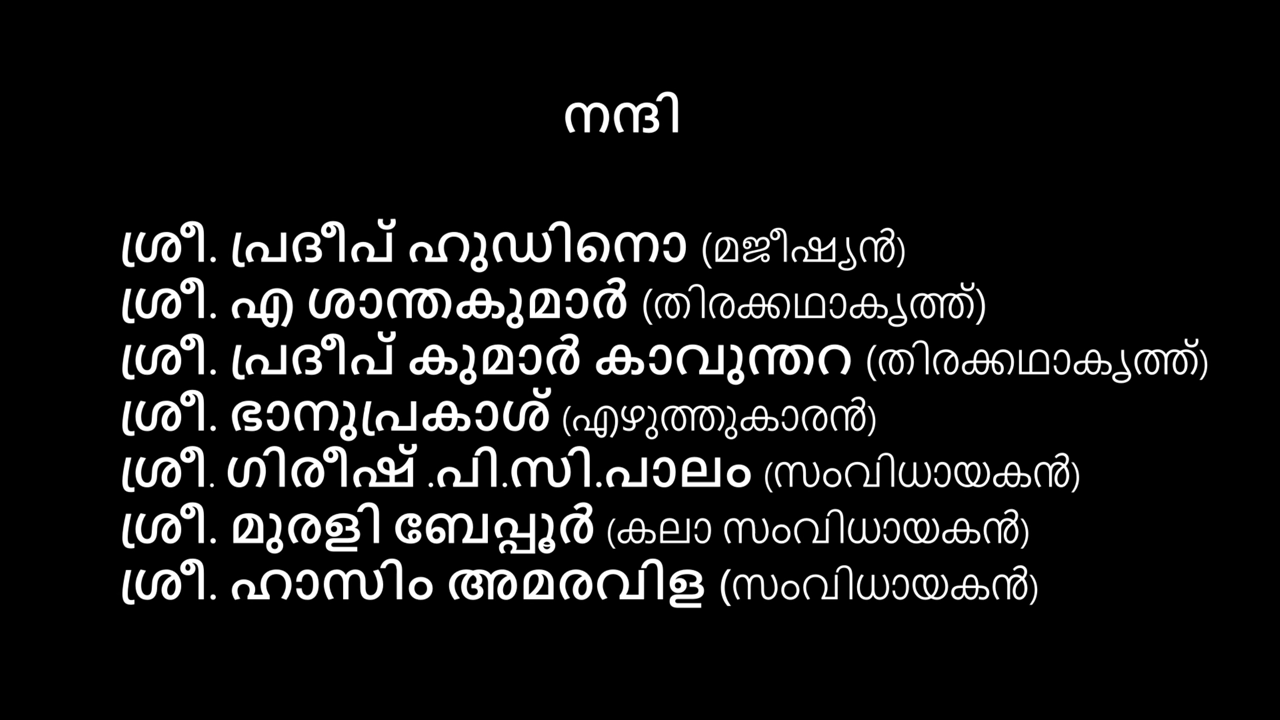 നന്ദി
ശ്രീ. പ്രദീപ് ഹുഡിനൊ (മജീഷ്യൻ)
ശ്രീ. എ ശാന്തകുമാർ (തിരക്കഥാകൃത്ത്)
ശ്രീ. പ്രദീപ് കുമാർ കാവുന്തറ (തിരക്കഥാകൃത്ത്)
ശ്രീ. ഭാനുപ്രകാശ് (എഴുത്തുകാരൻ)
ശ്രീ. ഗിരീഷ് .പി.സി.പാലം (സംവിധായകൻ)
ശ്രീ. മുരളി ബേപ്പൂർ (കലാ സംവിധായകൻ)
ശ്രീ. ഹാസിം അമരവിള (സംവിധായകൻ)